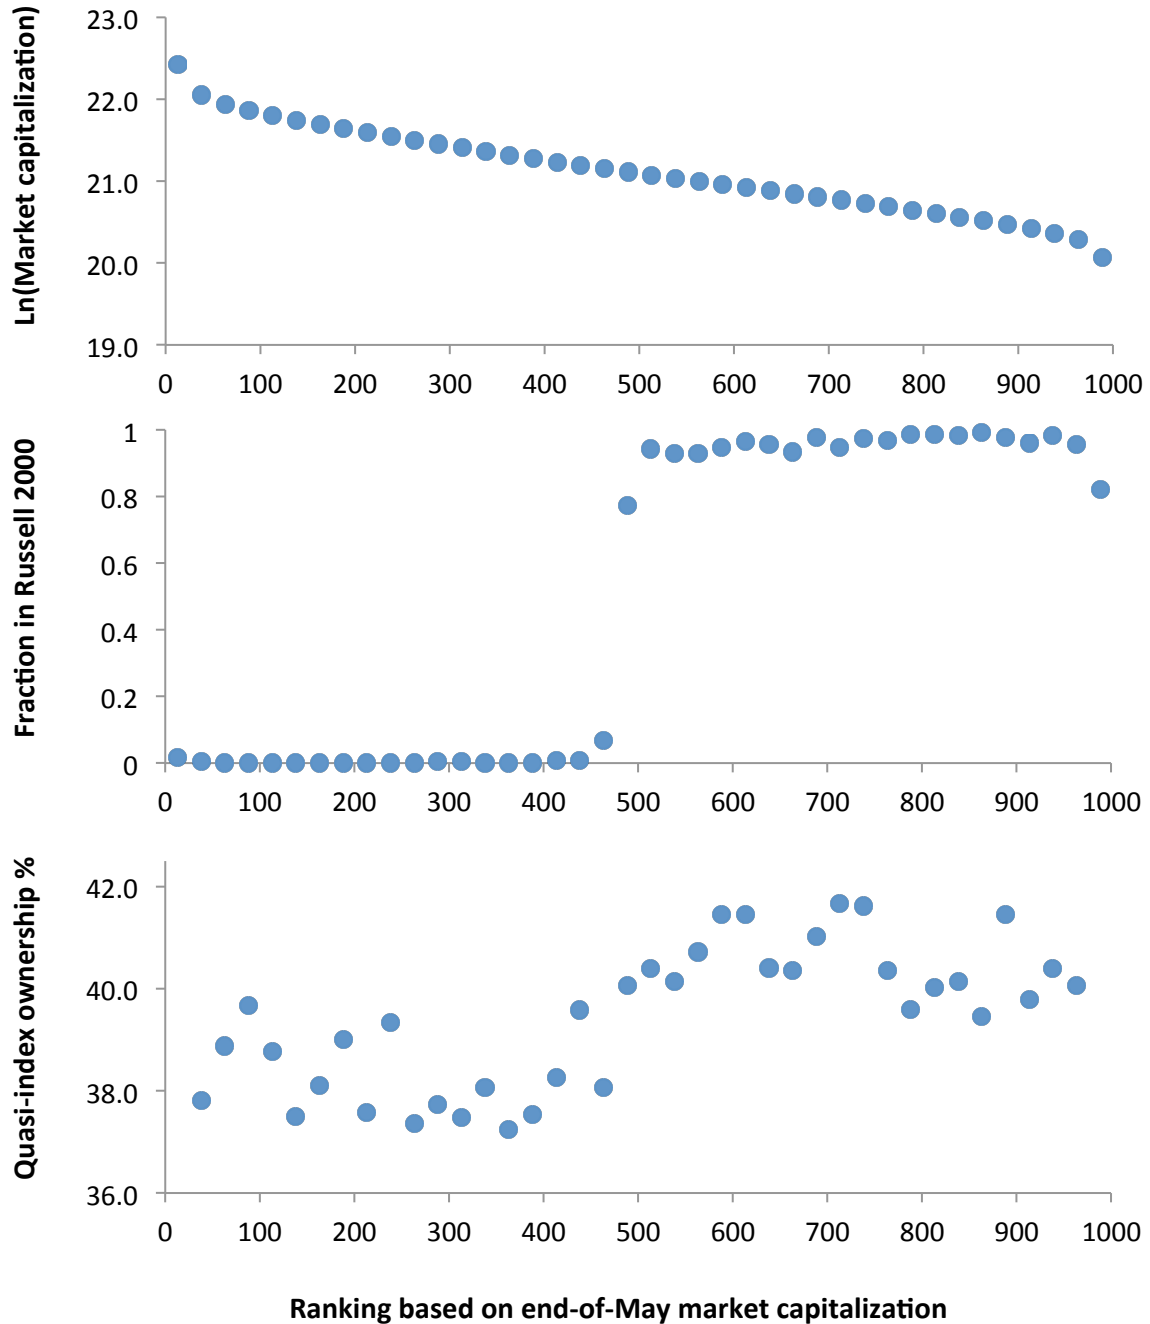 Ln(Market capitalization)
23.0
22.0
21.0
20.0
19.0
0 100 200 300 400 500 600 700 800 900 1000
Fraction in Russell 2000
1
0.8
0.6
0.4
0.2
0
0 100 200 300 400 500 600 700 800 900 1000
Quasi-index ownership %
42.0
40.0
38.0
36.0
0 100 200 300 400 500 600 700 800 900 1000
Ranking based on end-of-May market capitalization